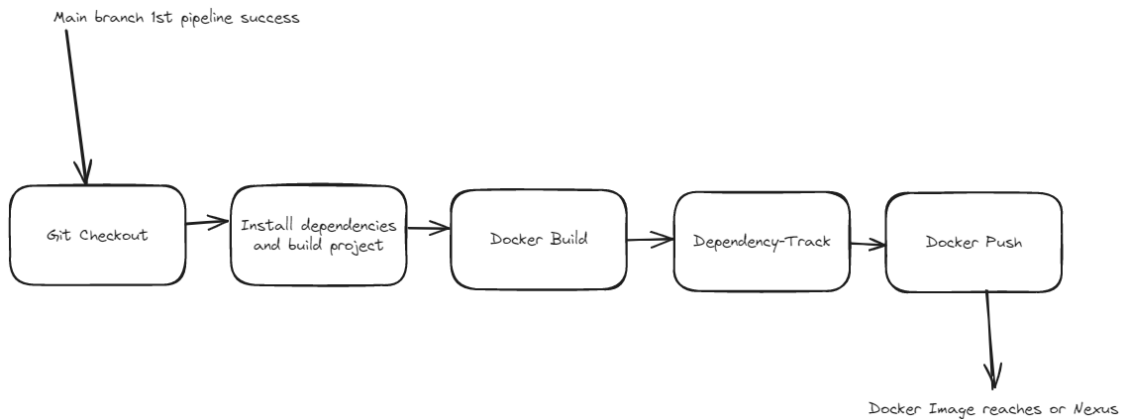 Main branch 1st pipeline success
Git Checkout
Install dependencies
and build project
Docker Build
Dependency-Track
Docker Push
Docker Image reaches or Nexus